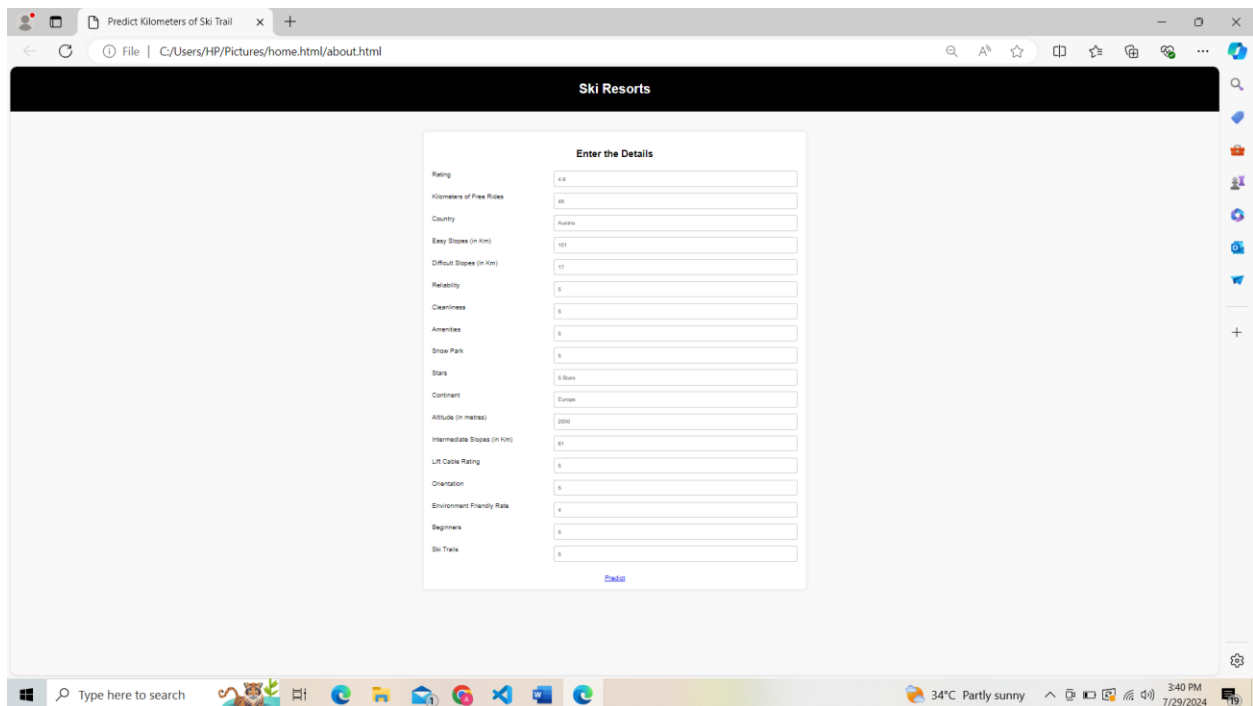 Predict Kilometers of Ski Trail
File | C:/Users/HP/Pictures/home.html/about.html
Ski Resorts
Enter the Details
Rating 4.8
Kilometers of Free Rides 45
Country Austria
Easy Slopes (in Km) 101
Difficult Slopes (in Km) 17
Reliability 5
Cleanliness 5
Amenities 5
Snow Park 5
Stars 5 Stars
Continent Europe
Altitude (in metres) 2000
Intermediate Slopes (in Km) 61
Lift Cable Rating 5
Orientation 5
Environment Friendly Rate 4
Beginners 5
Ski Trails 5
Predict
Type here to search
34°C Partly sunny
3:40 PM
7/29/2024
19